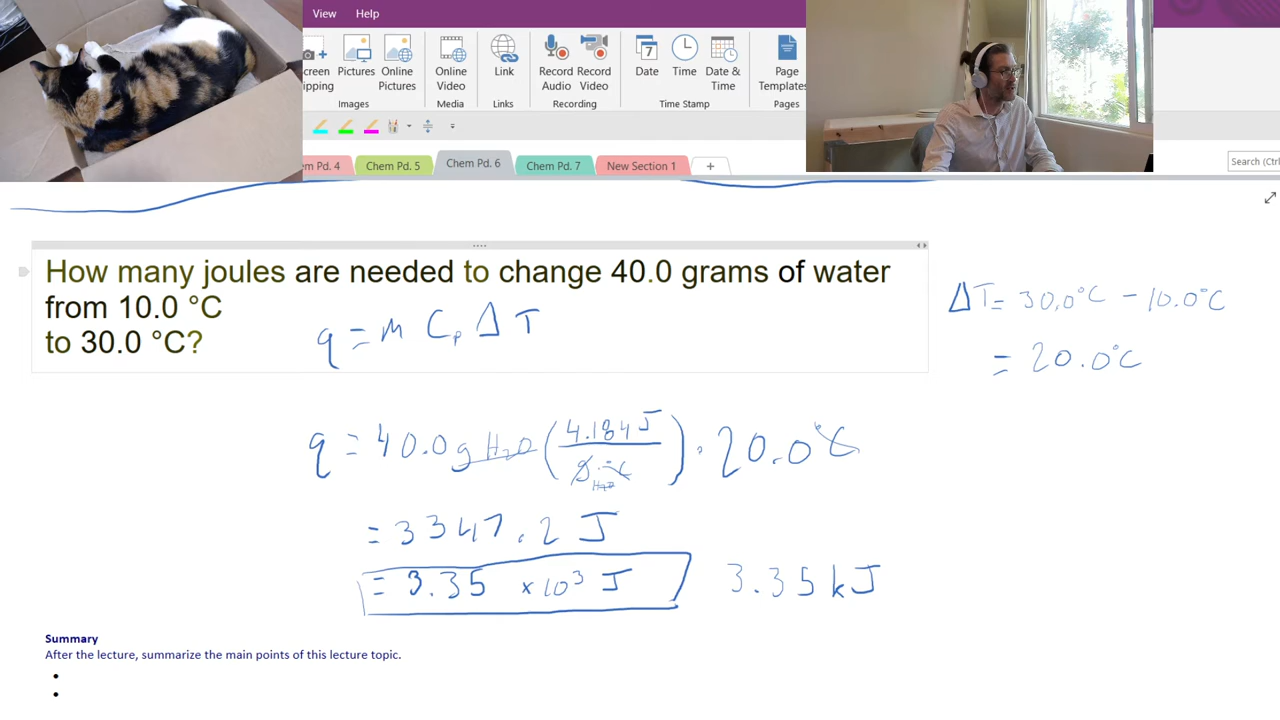 View Help
Screen Clipping
Pictures
Online Pictures
Online Video
Link
Record Audio
Record Video
Date
Time
Date & Time
Page Templates
Images
Media
Links
Recording
Time Stamp
Pages
m Pd. 4
Chem Pd. 5
Chem Pd. 6
Chem Pd. 7
New Section 1
+
Search (Ctrl
How many joules are needed to change 40.0 grams of water
from 10.0 °C
to 30.0 °C?
q = m Cp Δ T
ΔT = 30.0°C - 10.0°C
= 20.0°C
q = 40.0 g H2O (4.184 J / g·°C H2O) · 20.0°C
= 3347.2 J
= 3.35 ×10³ J
3.35 kJ
Summary
After the lecture, summarize the main points of this lecture topic.
•
•